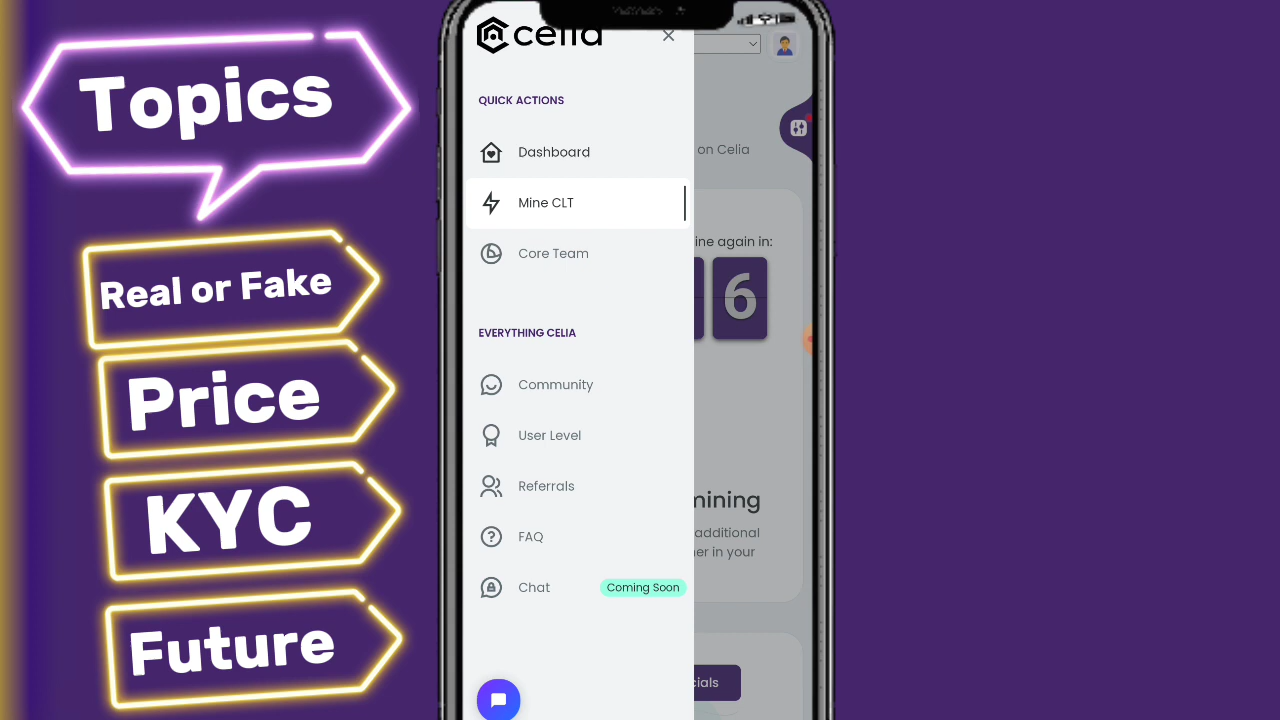 Topics
Real or Fake
Price
KYC
Future
celia
QUICK ACTIONS
Dashboard
Mine CLT
Core Team
EVERYTHING CELIA
Community
User Level
Referrals
FAQ
Chat
Coming Soon
on Celia
ine again in:
6
mining
additional
er in your
cials